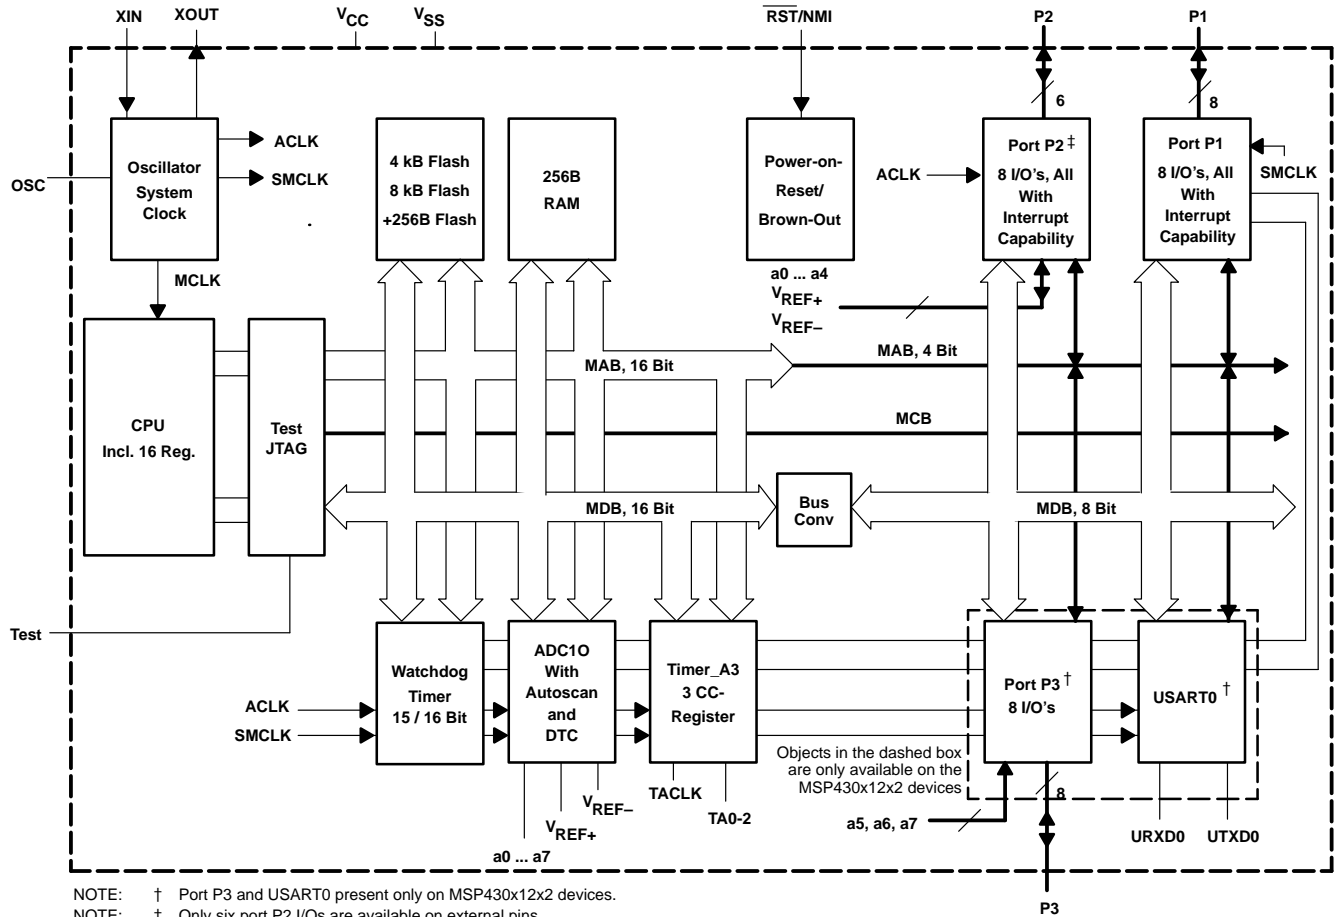 XIN
XOUT
VCC
VSS
RST/NMI
P2
P1
6
8
Oscillator
System
Clock
ACLK
SMCLK
OSC
MCLK
4 kB Flash
8 kB Flash
+256B Flash
256B
RAM
Power-on-
Reset/
Brown-Out
ACLK
Port P2‡
8 I/O's, All
With
Interrupt
Capability
Port P1
8 I/O's, All
With
Interrupt
Capability
SMCLK
a0 ... a4
VREF+
VREF–
CPU
Incl. 16 Reg.
Test
JTAG
MAB, 16 Bit
MAB, 4 Bit
MCB
MDB, 16 Bit
Bus
Conv
MDB, 8 Bit
Test
Watchdog
Timer
15 / 16 Bit
ACLK
SMCLK
ADC1O
With
Autoscan
and
DTC
Timer_A3
3 CC-
Register
Port P3†
8 I/O's
USART0†
Objects in the dashed box
are only available on the
MSP430x12x2 devices
VREF–
VREF+
a0 ... a7
TACLK
TA0-2
8
a5, a6, a7
URXD0
UTXD0
P3
NOTE: † Port P3 and USART0 present only on MSP430x12x2 devices.
NOTE: † Only six port P2 I/Os are available on external pins